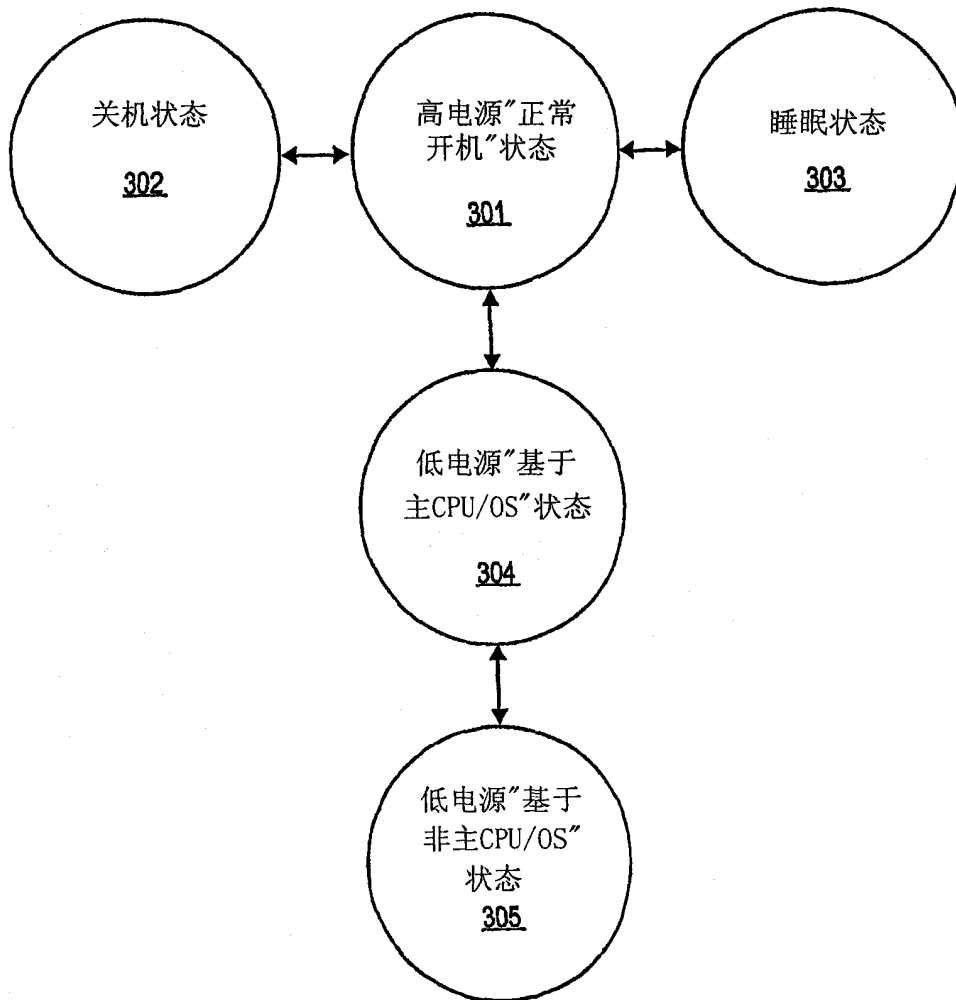 关机状态
302
高电源"正常
开机"状态
301
睡眠状态
303
低电源"基于
主CPU/OS"状态
304
低电源"基于
非主CPU/OS"
状态
305